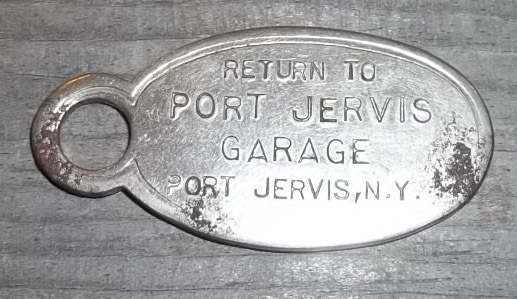 RETURN TO
PORT JERVIS
GARAGE
PORT JERVIS, N.Y.